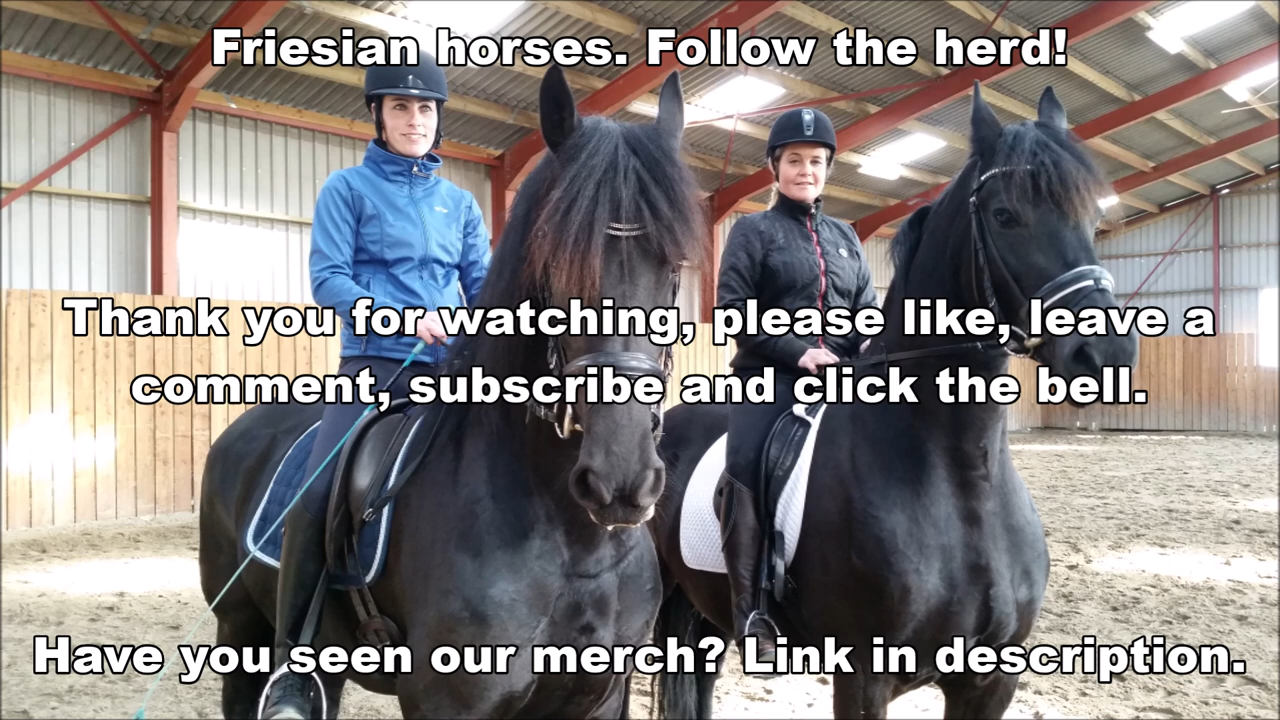 Friesian horses. Follow the herd!
Thank you for watching, please like, leave a
comment, subscribe and click the bell.
Have you seen our merch? Link in description.